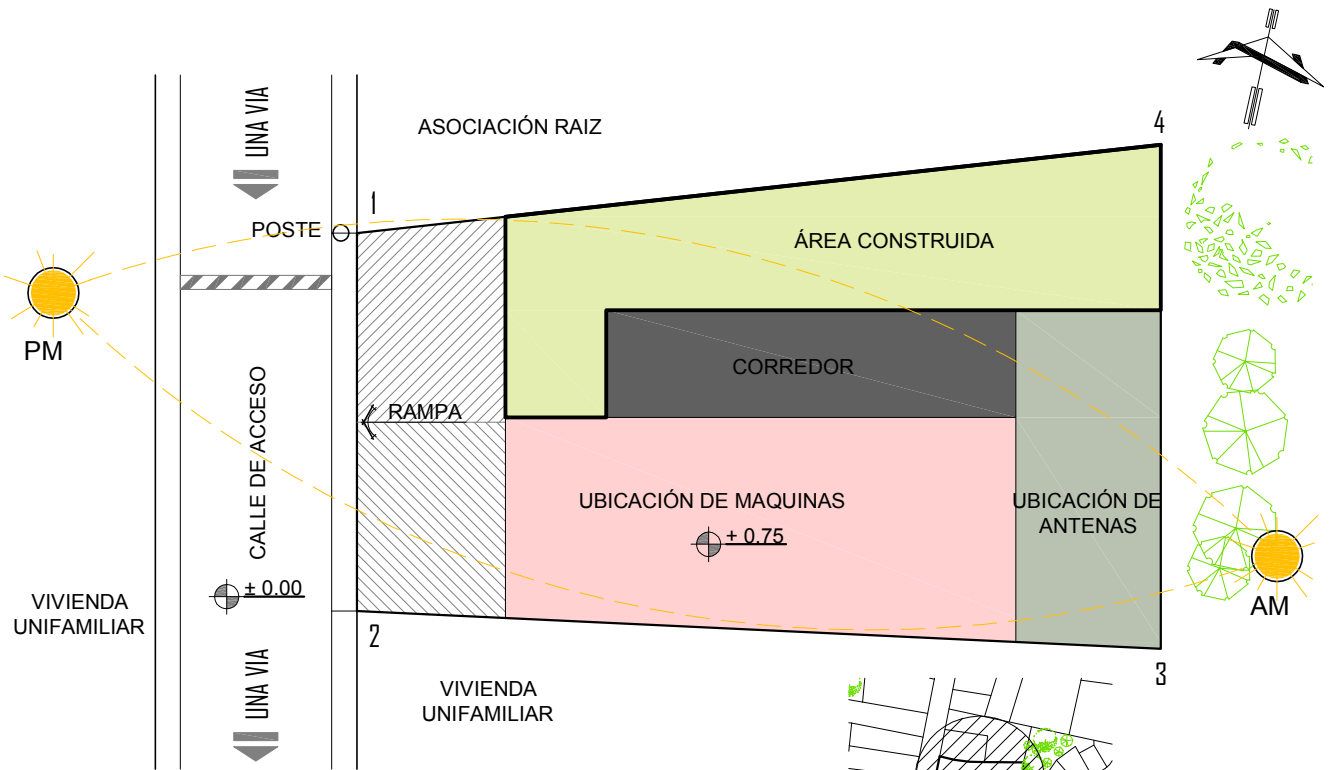 UNA VIA
ASOCIACIÓN RAIZ
4
1
POSTE
ÁREA CONSTRUIDA
PM
CORREDOR
CALLE DE ACCESO
RAMPA
UBICACIÓN DE MAQUINAS
+ 0.75
UBICACIÓN DE
ANTENAS
± 0.00
AM
VIVIENDA
UNIFAMILIAR
2
UNA VIA
VIVIENDA
UNIFAMILIAR
3